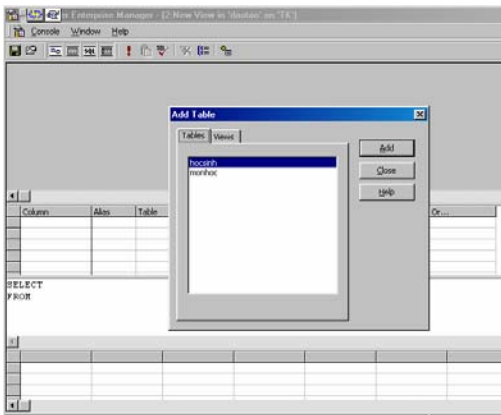 Enterprise Manager - [2:New View in 'daotao' on 'TK']
Console Window Help
Add Table
Tables Views
hocsinh
monhoc
Add
Close
Help
Column Alias Table Or...
SELECT
FROM